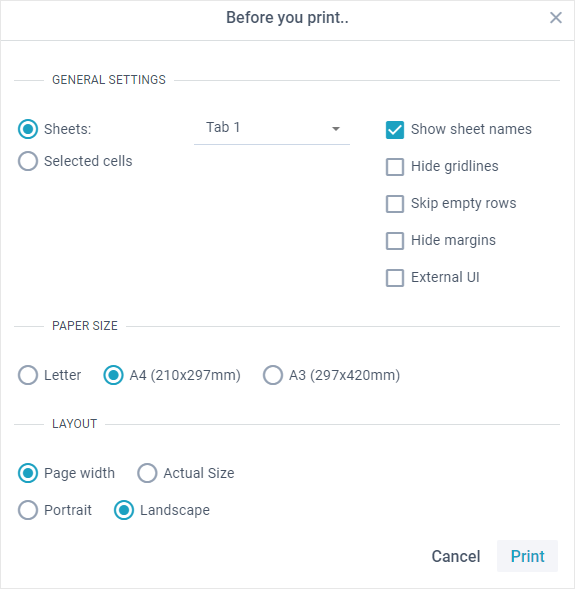 Before you print..
GENERAL SETTINGS
Sheets: Tab 1 Show sheet names
Selected cells Hide gridlines
Skip empty rows
Hide margins
External UI
PAPER SIZE
Letter A4 (210x297mm) A3 (297x420mm)
LAYOUT
Page width Actual Size
Portrait Landscape
Cancel Print